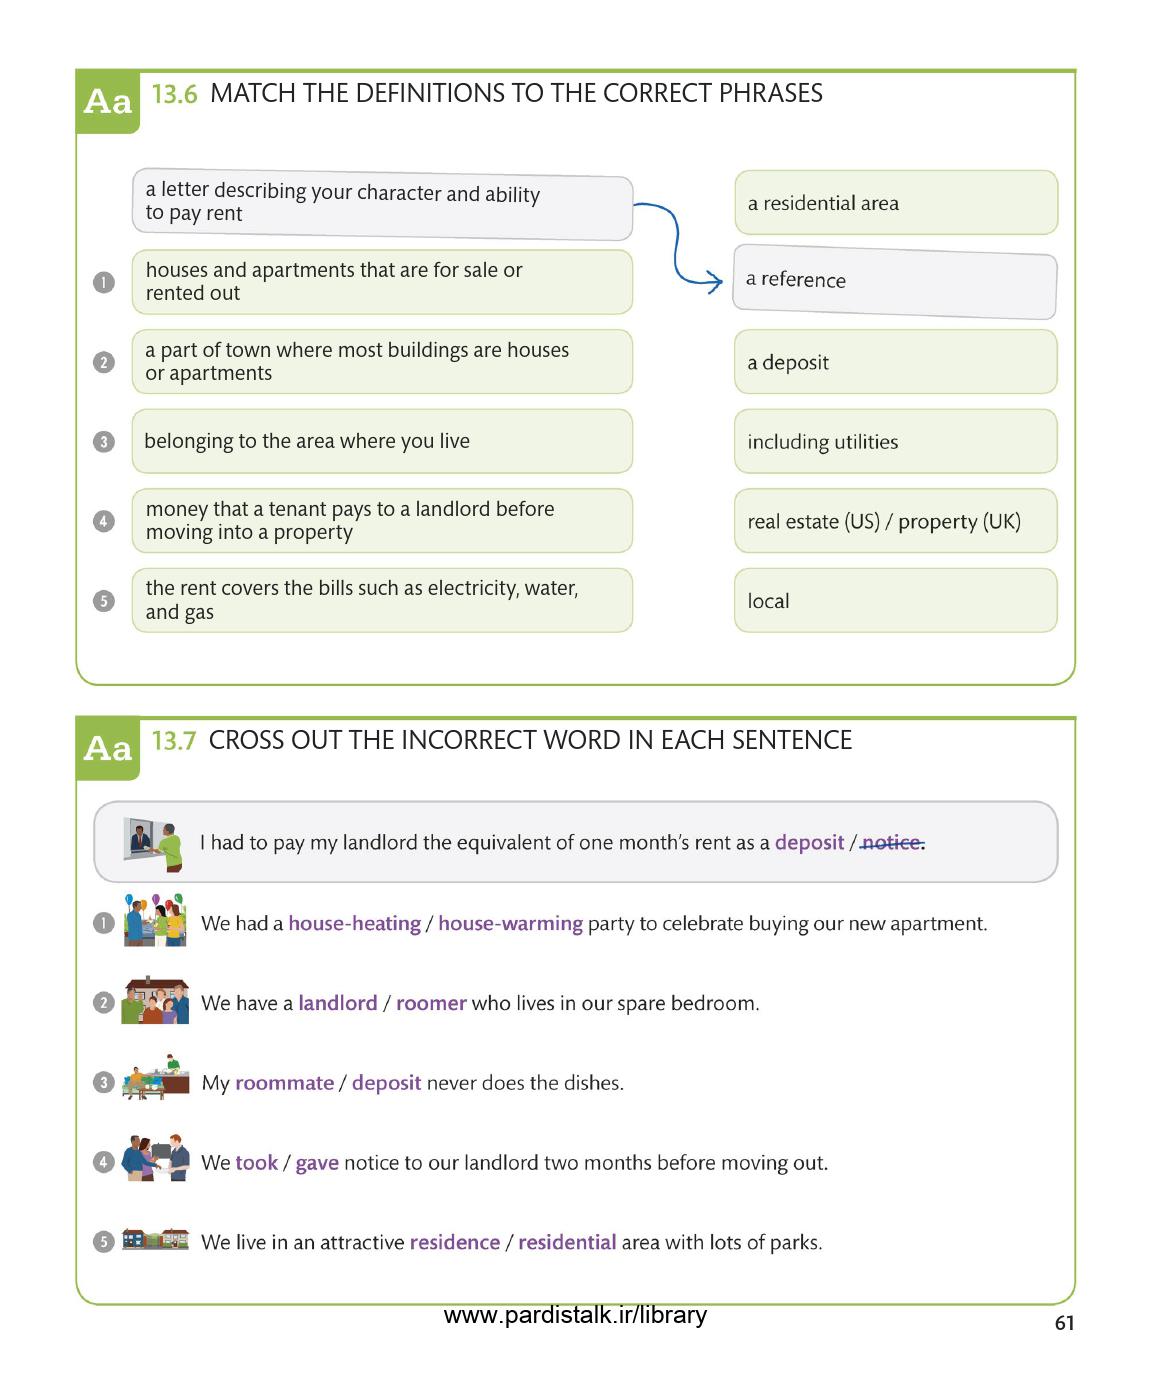 Aa 13.6 MATCH THE DEFINITIONS TO THE CORRECT PHRASES
a letter describing your character and ability
to pay rent
a residential area
1 houses and apartments that are for sale or
rented out
a reference
2 a part of town where most buildings are houses
or apartments
a deposit
3 belonging to the area where you live
including utilities
4 money that a tenant pays to a landlord before
moving into a property
real estate (US) / property (UK)
5 the rent covers the bills such as electricity, water,
and gas
local
Aa 13.7 CROSS OUT THE INCORRECT WORD IN EACH SENTENCE
I had to pay my landlord the equivalent of one month's rent as a deposit / notice.
1 We had a house-heating / house-warming party to celebrate buying our new apartment.
2 We have a landlord / roomer who lives in our spare bedroom.
3 My roommate / deposit never does the dishes.
4 We took / gave notice to our landlord two months before moving out.
5 We live in an attractive residence / residential area with lots of parks.
www.pardistalk.ir/library
61